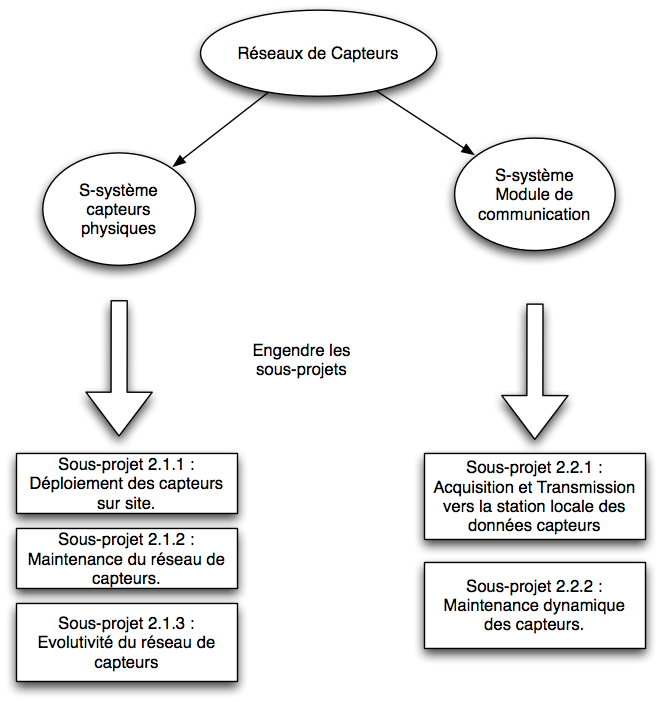 Réseaux de Capteurs
S-système
capteurs
physiques
S-système
Module de
communication
Engendre les
sous-projets
Sous-projet 2.1.1 :
Déploiement des capteurs
sur site.
Sous-projet 2.1.2 :
Maintenance du réseau de
capteurs.
Sous-projet 2.1.3 :
Evolutivité du réseau de
capteurs
Sous-projet 2.2.1 :
Acquisition et Transmission
vers la station locale des
données capteurs
Sous-projet 2.2.2 :
Maintenance dynamique
des capteurs.